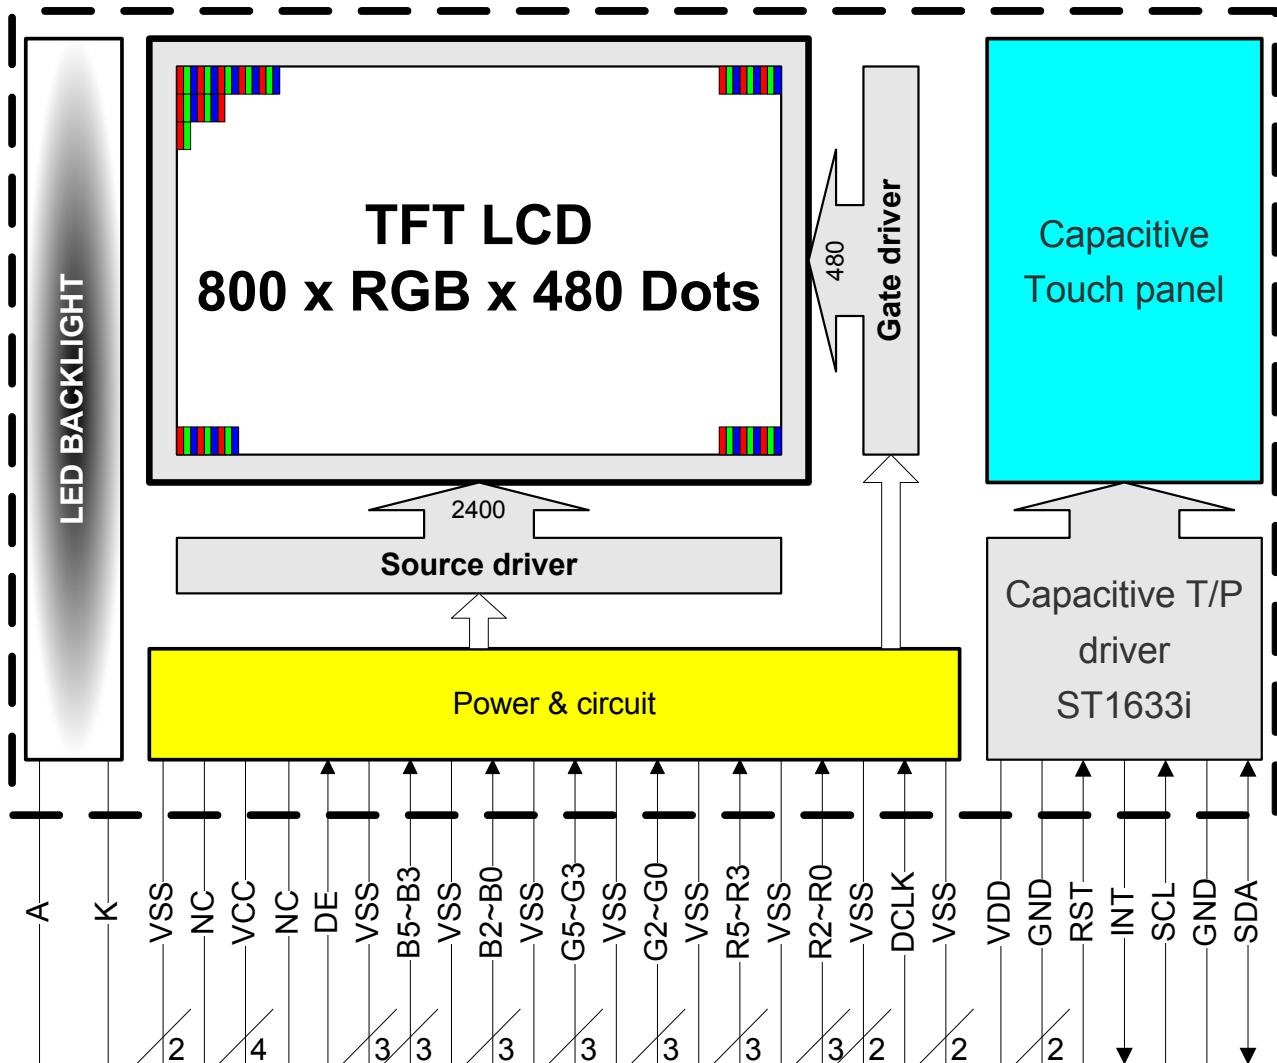 TFT LCD
800 x RGB x 480 Dots
LED BACKLIGHT
480
Gate driver
Capacitive
Touch panel
2400
Source driver
Capacitive T/P
driver
ST1633i
Power & circuit
A
K
VSS
NC
VCC
NC
DE
VSS
B5~B3
VSS
B2~B0
VSS
G5~G3
VSS
G2~G0
VSS
R5~R3
VSS
R2~R0
VSS
DCLK
VSS
VDD
GND
RST
INT
SCL
GND
SDA
2
4
3
3
3
3
3
3
3
2
2
2